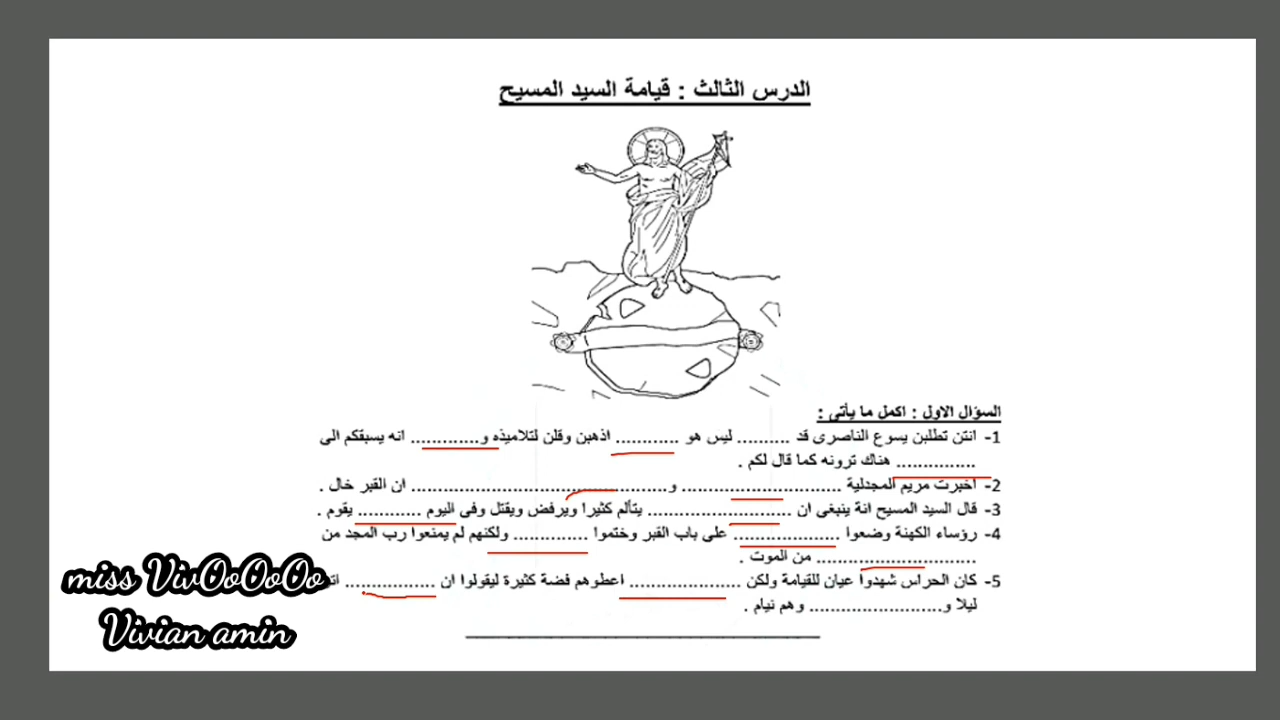 الدرس الثالث : قيامة السيد المسيح
السؤال الاول : اكمل ما يأتى :
1- انتن تطلبن يسوع الناصرى قد .......... ليس هو ............ اذهبن وقلن لتلاميذه و............. انه يسبقكم الى
............... هناك ترونه كما قال لكم .
2- اخبرت مريم المجدلية .............................. و............................................................... ان القبر خال .
3- قال السيد المسيح انة ينبغى ان ........................... يتألم كثيرا ويرفض ويقتل وفى اليوم ............ يقوم .
4- رؤساء الكهنة وضعوا .................... على باب القبر وختموا .............. ولكنهم لم يمنعوا رب المجد من
.............................. من الموت .
5- كان الحراس شهدوا عيان للقيامة ولكن ..................... اعطوهم فضة كثيرة ليقولوا ان .................
ليلا و......................... وهم نيام .
miss VivOoOoOo
Vivian amin